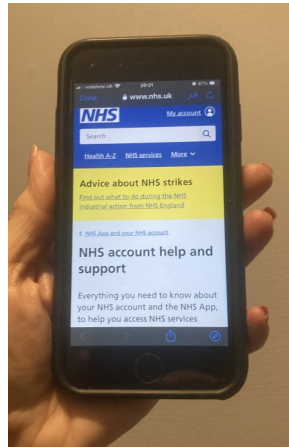 vodafone UK 20:31 87%
Done www.nhs.uk AA
NHS My account
Search
Health A-Z NHS services More
Advice about NHS strikes
Find out what to do during the NHS
industrial action from NHS England
NHS App and your NHS account
NHS account help and
support
Everything you need to know about
your NHS account and the NHS App,
to help you access NHS services